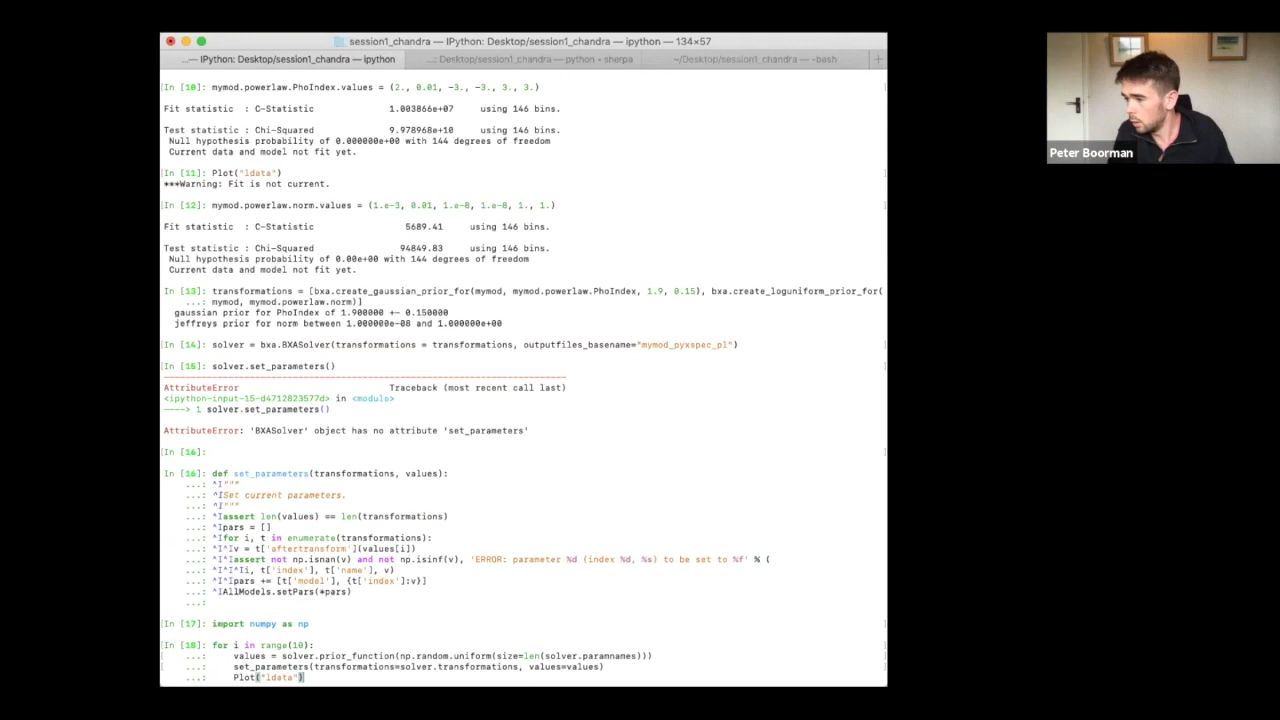 session1_chandra — IPython: Desktop/session1_chandra — ipython — 134×57
...— IPython: Desktop/session1_chandra — ipython
...: Desktop/session1_chandra — python • sherpa
~/Desktop/session1_chandra — -bash
+
[In [10]: mymod.powerlaw.PhoIndex.values = (2., 0.01, -3., -3., 3., 3.)
Fit statistic  : C-Statistic              1.003866e+07     using 146 bins.
Test statistic : Chi-Squared              9.978968e+10     using 146 bins.
Null hypothesis probability of 0.000000e+00 with 144 degrees of freedom
Current data and model not fit yet.
[In [11]: Plot("ldata")
***Warning: Fit is not current.
[In [12]: mymod.powerlaw.norm.values = (1.e-3, 0.01, 1.e-8, 1.e-8, 1., 1.)
Fit statistic  : C-Statistic                 5689.41     using 146 bins.
Test statistic : Chi-Squared                94849.83     using 146 bins.
Null hypothesis probability of 0.00e+00 with 144 degrees of freedom
Current data and model not fit yet.
[In [13]: transformations = [bxa.create_gaussian_prior_for(mymod, mymod.powerlaw.PhoIndex, 1.9, 0.15), bxa.create_loguniform_prior_for(
...: mymod, mymod.powerlaw.norm)]
gaussian prior for PhoIndex of 1.900000 +- 0.150000
jeffreys prior for norm between 1.000000e-08 and 1.000000e+00
[In [14]: solver = bxa.BXASolver(transformations = transformations, outputfiles_basename="mymod_pyxspec_pl")
[In [15]: solver.set_parameters()
AttributeError                            Traceback (most recent call last)
<ipython-input-15-d4712823577d> in <module>
----> 1 solver.set_parameters()
AttributeError: 'BXASolver' object has no attribute 'set_parameters'
[In [16]:
In [16]: def set_parameters(transformations, values):
...: ^I"""
...: ^ISet current parameters.
...: ^I"""
...: ^Iassert len(values) == len(transformations)
...: ^Ipars = []
...: ^Ifor i, t in enumerate(transformations):
...: ^I^Iv = t['aftertransform'](values[i])
...: ^I^Iassert not np.isnan(v) and not np.isinf(v), 'ERROR: parameter %d (index %d, %s) to be set to %f' % (
...: ^I^I^Ii, t['index'], t['name'], v)
...: ^I^Ipars += [t['model'], {t['index']:v}]
...: ^IAllModels.setPars(*pars)
...:
[In [17]: import numpy as np
[In [18]: for i in range(10):
[ ...:     values = solver.prior_function(np.random.uniform(size=len(solver.paramnames)))
[ ...:     set_parameters(transformations=solver.transformations, values=values)
...:     Plot("ldata")
Peter Boorman